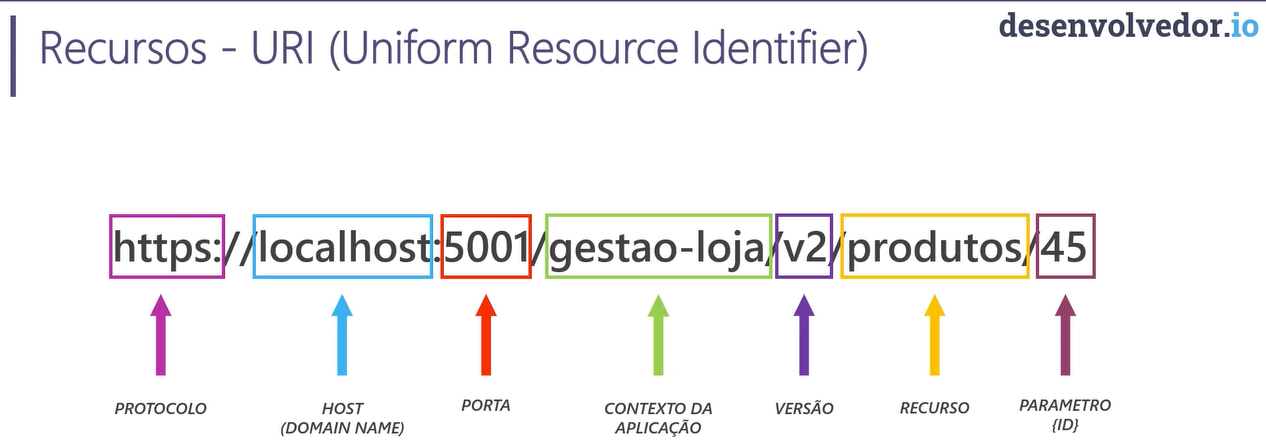 desenvolvedor.io
Recursos - URI (Uniform Resource Identifier)
https://localhost:5001/gestao-loja/v2/produtos/45
PROTOCOLO
HOST
(DOMAIN NAME)
PORTA
CONTEXTO DA
APLICAÇÃO
VERSÃO
RECURSO
PARAMETRO
{ID}